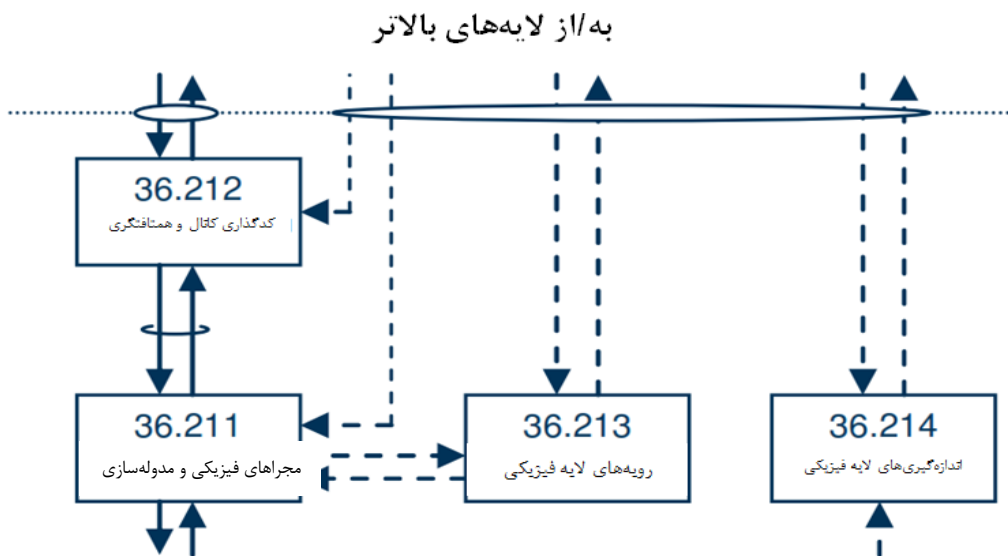 به/از لایه‌های بالاتر
36.212
کدگذاری کانال و همتافتگری
36.211
مجراهای فیزیکی و مدوله‌سازی
36.213
رویه‌های لایه فیزیکی
36.214
اندازه‌گیری‌های لایه فیزیکی